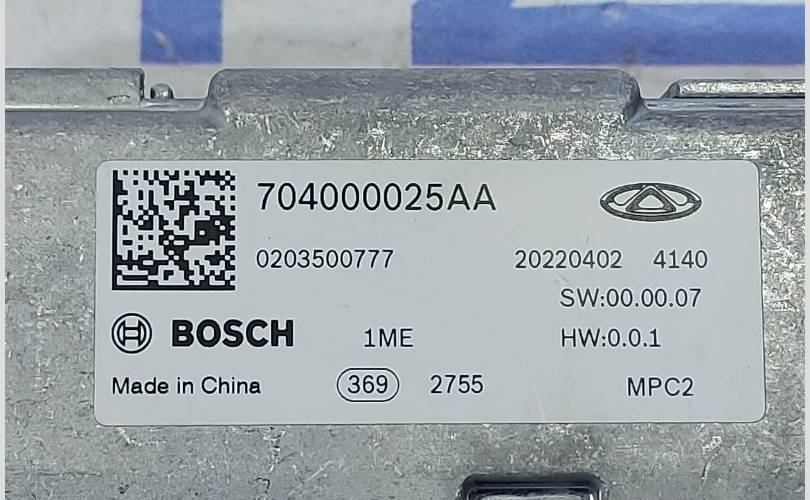 704000025AA
0203500777 20220402 4140
SW:00.00.07
BOSCH 1ME HW:0.0.1
Made in China 369 2755 MPC2